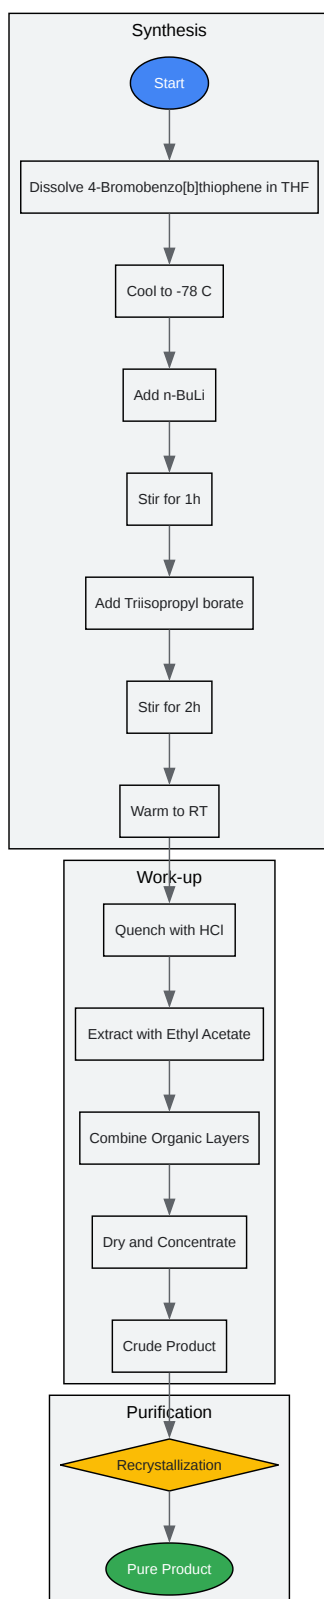 Synthesis
Start
Dissolve 4-Bromobenzo[b]thiophene in THF
Cool to -78 C
Add n-BuLi
Stir for 1h
Add Triisopropyl borate
Stir for 2h
Warm to RT
Work-up
Quench with HCl
Extract with Ethyl Acetate
Combine Organic Layers
Dry and Concentrate
Crude Product
Purification
Recrystallization
Pure Product